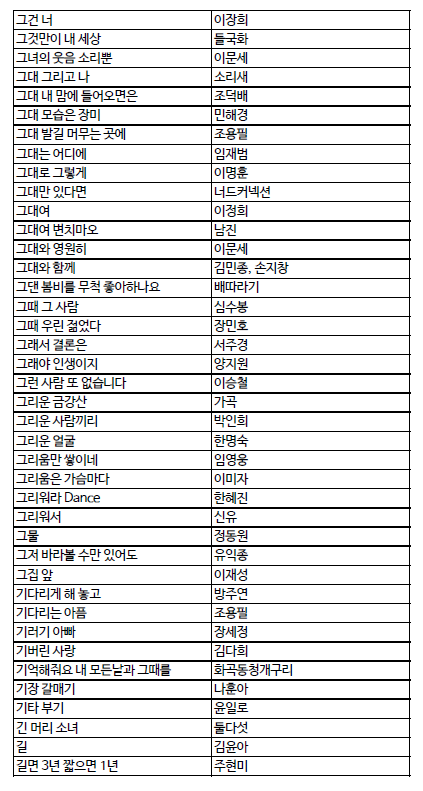 그건 너 이장희
그것만이 내 세상 들국화
그녀의 웃음 소리뿐 이문세
그대 그리고 나 소리새
그대 내 맘에 들어오면은 조덕배
그대 모습은 장미 민해경
그대 발길 머무는 곳에 조용필
그대는 어디에 임재범
그대로 그렇게 이명훈
그대만 있다면 너드커넥션
그대여 이정희
그대여 변치마오 남진
그대와 영원히 이문세
그대와 함께 김민종, 손지창
그댄 봄비를 무척 좋아하나요 배따라기
그때 그 사람 심수봉
그때 우린 젊었다 장민호
그래서 결론은 서주경
그래야 인생이지 양지원
그런 사람 또 없습니다 이승철
그리운 금강산 가곡
그리운 사람끼리 박인희
그리운 얼굴 한명숙
그리움만 쌓이네 임영웅
그리움은 가슴마다 이미자
그리워라 Dance 한혜진
그리워서 신유
그물 정동원
그저 바라볼 수만 있어도 유익종
그집 앞 이재성
기다리게 해 놓고 방주연
기다리는 아픔 조용필
기러기 아빠 장세정
기버린 사랑 김다희
기억해줘요 내 모든날과 그때를 화곡동청개구리
기장 갈매기 나훈아
기타 부기 윤일로
긴 머리 소녀 둘다섯
길 김윤아
길면 3년 짧으면 1년 주현미